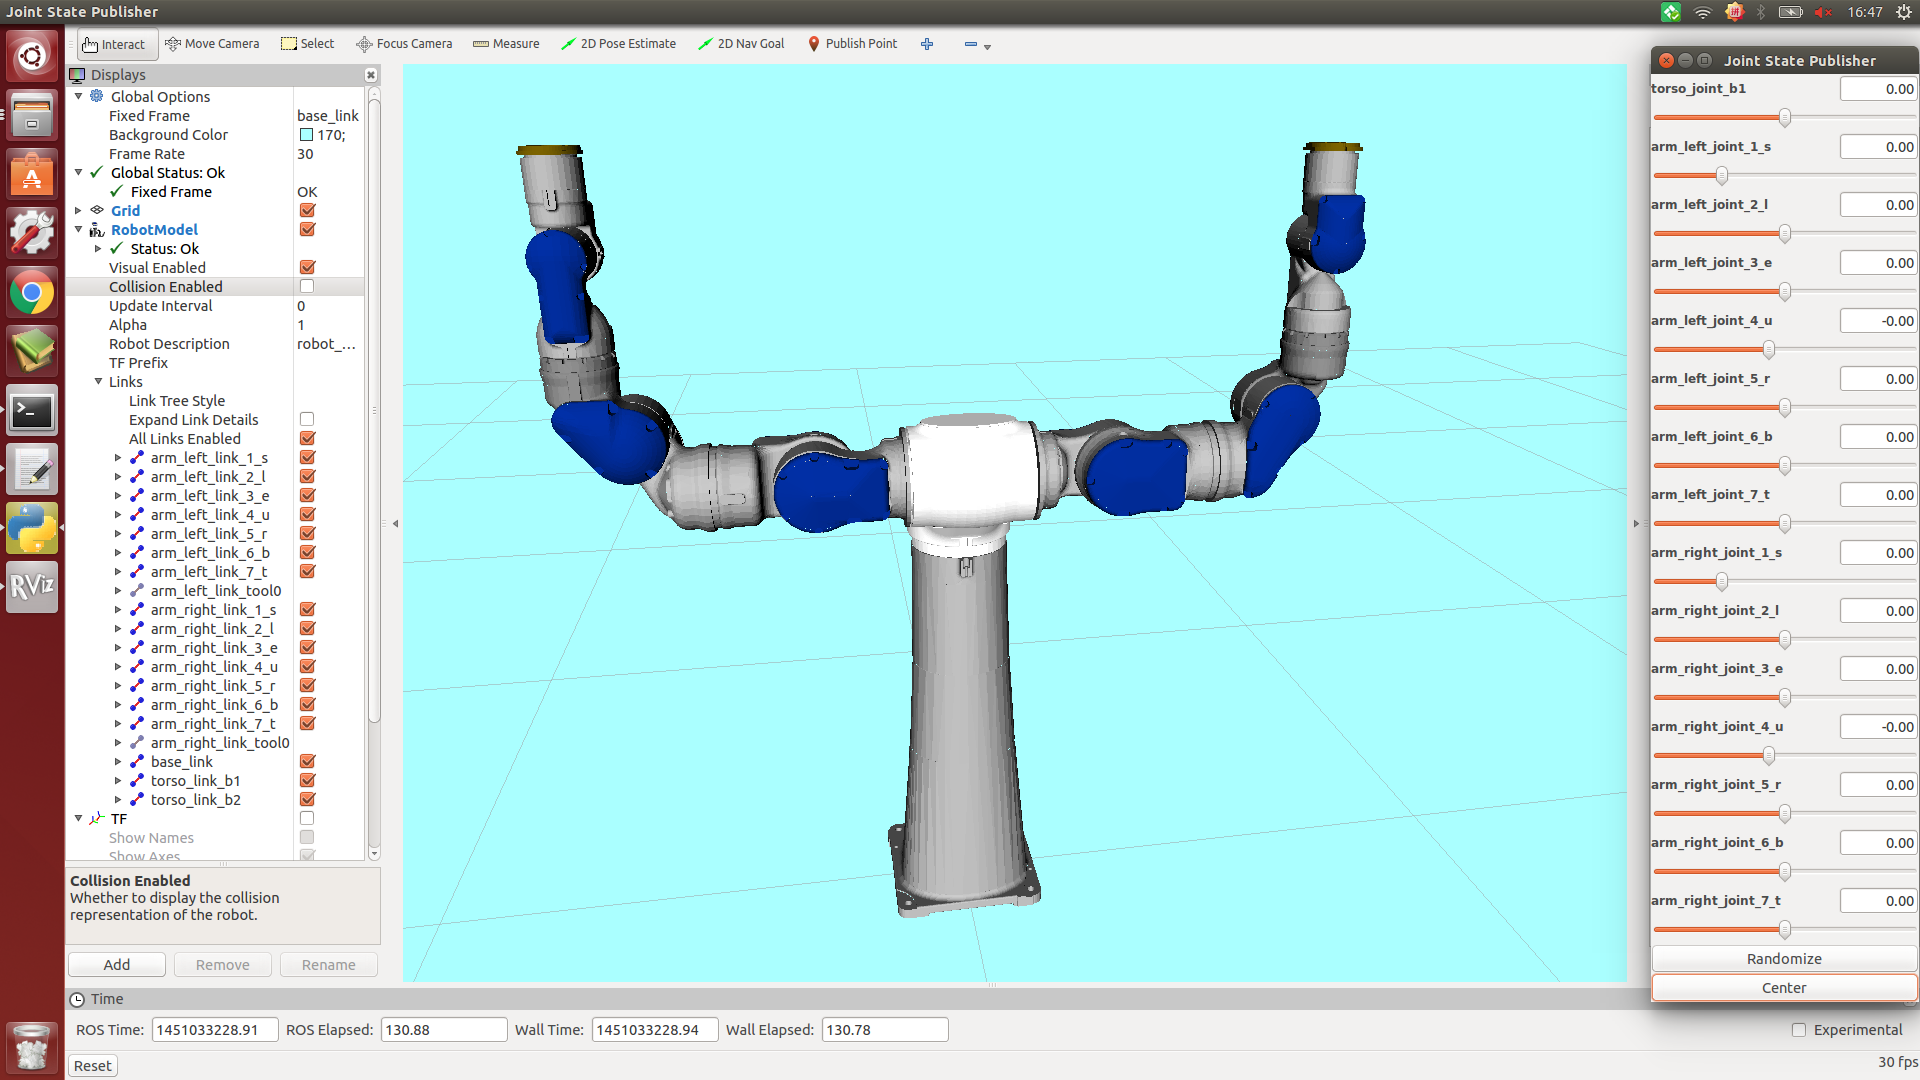 Joint State Publisher
16:47
Interact
Move Camera
Select
Focus Camera
Measure
2D Pose Estimate
2D Nav Goal
Publish Point
Displays
Global Options
Fixed Frame base_link
Background Color 170;
Frame Rate 30
Global Status: Ok
Fixed Frame OK
Grid
RobotModel
Status: Ok
Visual Enabled
Collision Enabled
Update Interval 0
Alpha 1
Robot Description robot_...
TF Prefix
Links
Link Tree Style
Expand Link Details
All Links Enabled
arm_left_link_1_s
arm_left_link_2_l
arm_left_link_3_e
arm_left_link_4_u
arm_left_link_5_r
arm_left_link_6_b
arm_left_link_7_t
arm_left_link_tool0
arm_right_link_1_s
arm_right_link_2_l
arm_right_link_3_e
arm_right_link_4_u
arm_right_link_5_r
arm_right_link_6_b
arm_right_link_7_t
arm_right_link_tool0
base_link
torso_link_b1
torso_link_b2
TF
Show Names
Show Axes
Collision Enabled
Whether to display the collision
representation of the robot.
Add
Remove
Rename
RViz
Joint State Publisher
torso_joint_b1 0.00
arm_left_joint_1_s 0.00
arm_left_joint_2_l 0.00
arm_left_joint_3_e 0.00
arm_left_joint_4_u -0.00
arm_left_joint_5_r 0.00
arm_left_joint_6_b 0.00
arm_left_joint_7_t 0.00
arm_right_joint_1_s 0.00
arm_right_joint_2_l 0.00
arm_right_joint_3_e 0.00
arm_right_joint_4_u -0.00
arm_right_joint_5_r 0.00
arm_right_joint_6_b 0.00
arm_right_joint_7_t 0.00
Randomize
Center
Time
ROS Time: 1451033228.91 ROS Elapsed: 130.88 Wall Time: 1451033228.94 Wall Elapsed: 130.78
Experimental
Reset
30 fps